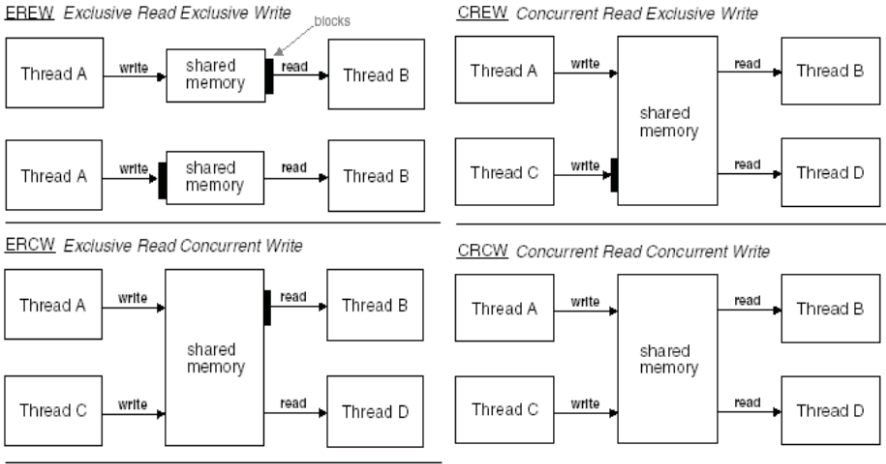 EREW Exclusive Read Exclusive Write
blocks
Thread A
write
shared
memory
read
Thread B
Thread A
write
shared
memory
read
Thread B
CREW Concurrent Read Exclusive Write
Thread A
write
shared
memory
read
Thread B
Thread C
write
read
Thread D
ERCW Exclusive Read Concurrent Write
Thread A
write
shared
memory
read
Thread B
Thread C
write
read
Thread D
CRCW Concurrent Read Concurrent Write
Thread A
write
shared
memory
read
Thread B
Thread C
write
read
Thread D